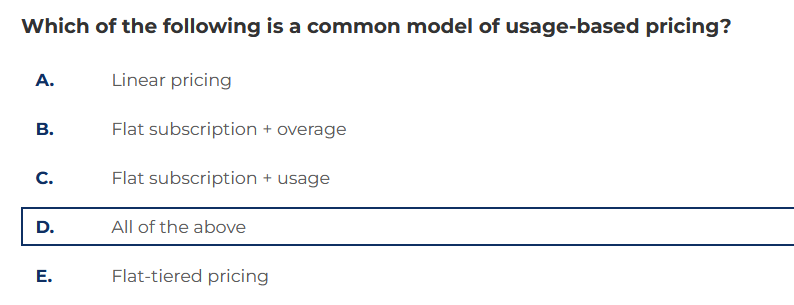 Which of the following is a common model of usage-based pricing?
A. Linear pricing
B. Flat subscription + overage
C. Flat subscription + usage
D. All of the above
E. Flat-tiered pricing